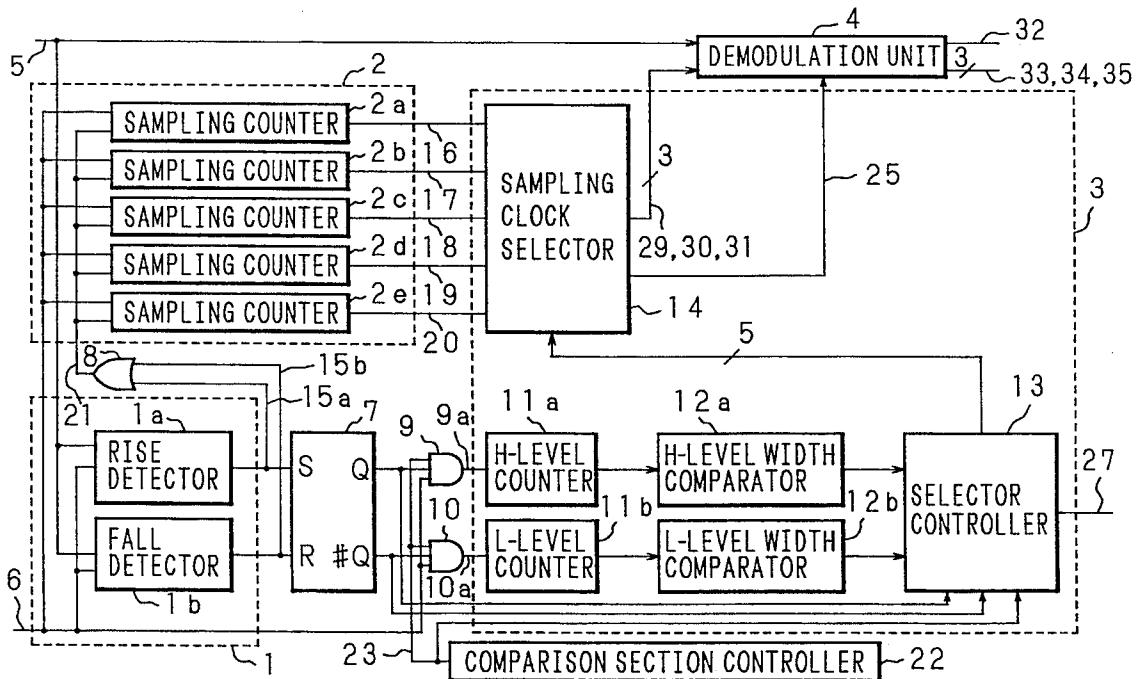 4
5
DEMODULATION UNIT
32
3
33, 34, 35
2
SAMPLING COUNTER
2a
16
SAMPLING COUNTER
2b
17
SAMPLING COUNTER
2c
18
SAMPLING COUNTER
2d
19
SAMPLING COUNTER
2e
20
SAMPLING
CLOCK
SELECTOR
14
3
29, 30, 31
25
3
5
8
21
15b
15a
1a
RISE
DETECTOR
FALL
DETECTOR
1b
6
1
7
S Q
R #Q
9
9a
10
10a
11a
H-LEVEL
COUNTER
11b
L-LEVEL
COUNTER
12a
H-LEVEL WIDTH
COMPARATOR
12b
L-LEVEL WIDTH
COMPARATOR
13
SELECTOR
CONTROLLER
27
23
COMPARISON SECTION CONTROLLER
22